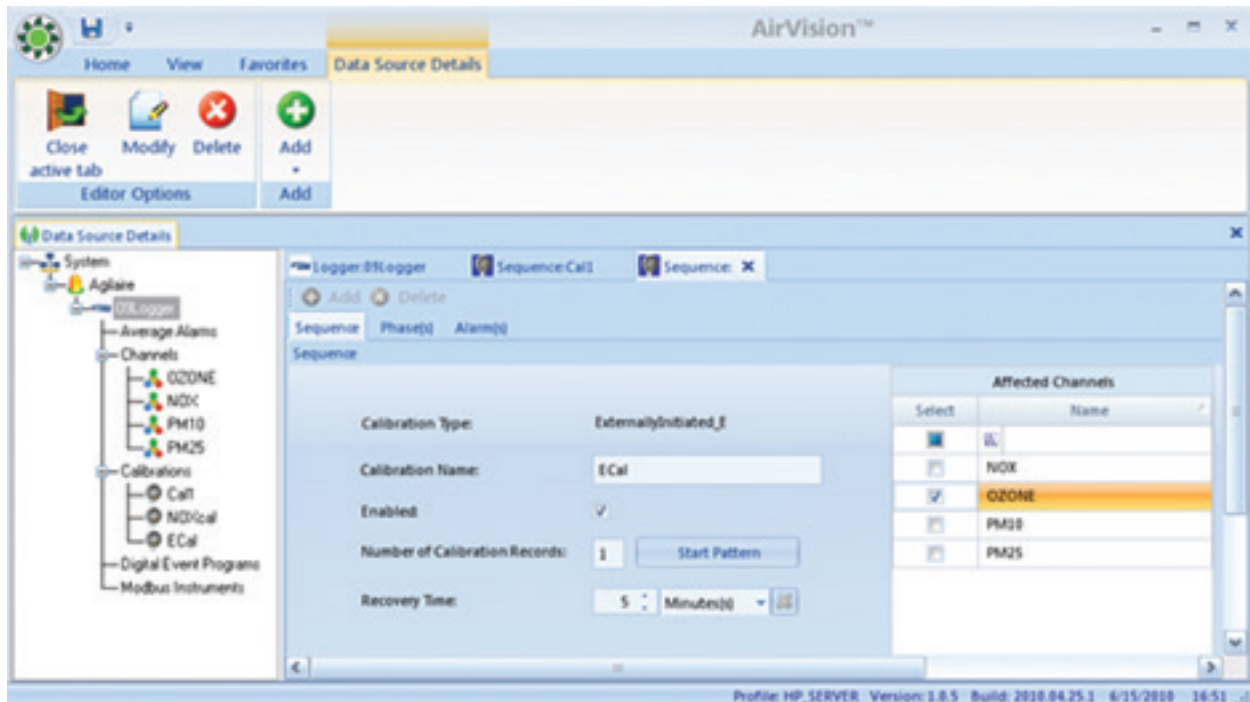 AirVision™
Home View Favorites Data Source Details
Close active tab
Modify
Delete
Add
Editor Options
Add
Data Source Details
System
Aglaire
09Logger
Average Alarms
Channels
OZONE
NOX
PM10
PM25
Calibrations
Cal1
NOXcal
ECal
Digital Event Programs
Modbus Instruments
Logger:09Logger Sequence:Cal1 Sequence:
Add Delete
Sequence Phase(s) Alarm(s)
Sequence
Calibration Type: ExternallyInitiated_E
Calibration Name: ECal
Enabled:
Number of Calibration Records: 1 Start Pattern
Recovery Time: 5 Minutes(s)
Affected Channels
Select Name
NOX
OZONE
PM10
PM25
Profile: HP_SERVER Version: 1.0.5 Build: 2010.04.25.1 6/15/2010 16:51